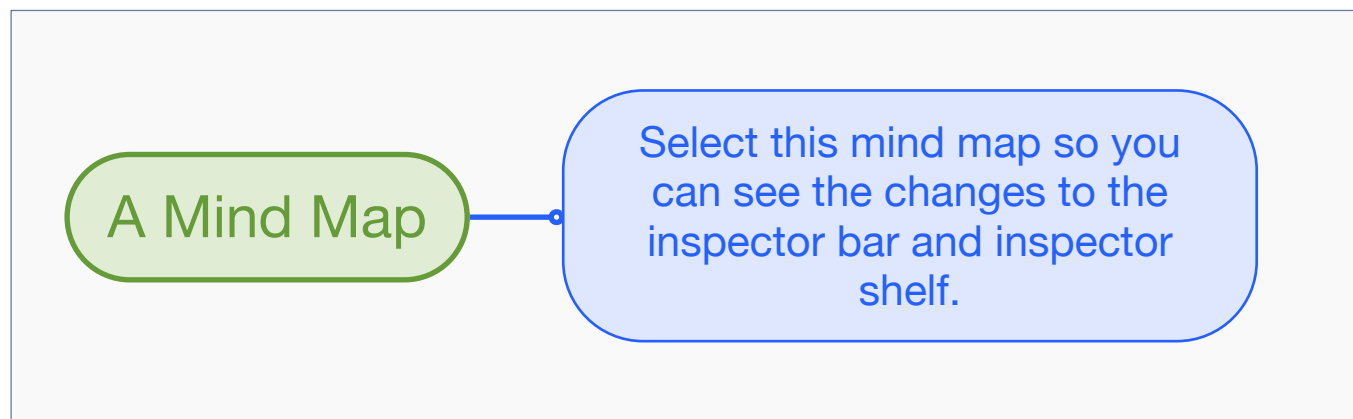 A Mind Map
Select this mind map so you
can see the changes to the
inspector bar and inspector
shelf.